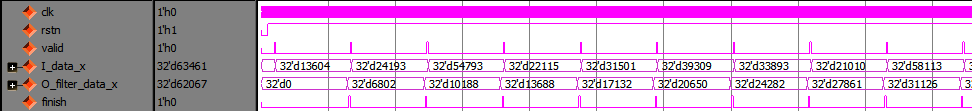 clk 1'h0
rstn 1'h1
valid 1'h0
I_data_x 32'd63461 32'd13604 32'd24193 32'd54793 32'd22115 32'd31501 32'd39309 32'd33893 32'd21010 32'd58113
O_filter_data_x 32'd62067 32'd0 32'd6802 32'd10188 32'd13688 32'd17132 32'd20650 32'd24282 32'd27861 32'd31126
finish 1'h0